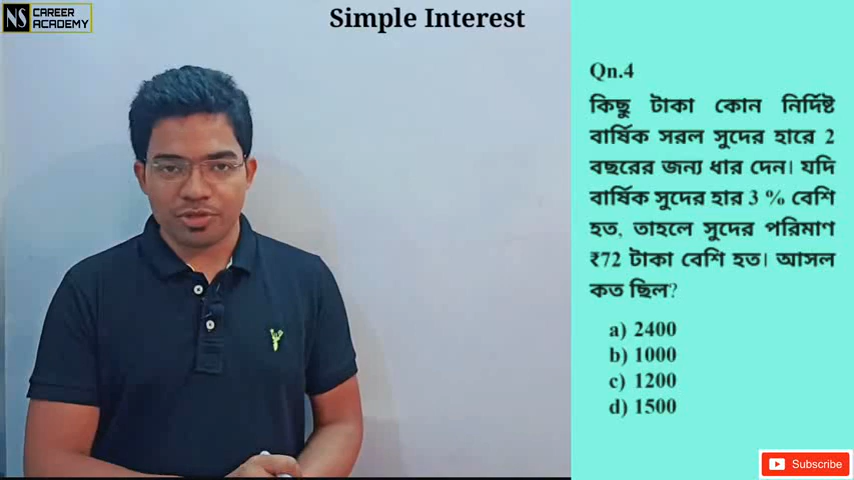 NS CAREER
ACADEMY
Simple Interest
Qn.4
কিছু টাকা কোন নির্দিষ্ট
বার্ষিক সরল সুদের হারে 2
বছরের জন্য ধার দেন। যদি
বার্ষিক সুদের হার 3 % বেশি
হত, তাহলে সুদের পরিমাণ
₹72 টাকা বেশি হত। আসল
কত ছিল?
a) 2400
b) 1000
c) 1200
d) 1500
Subscribe